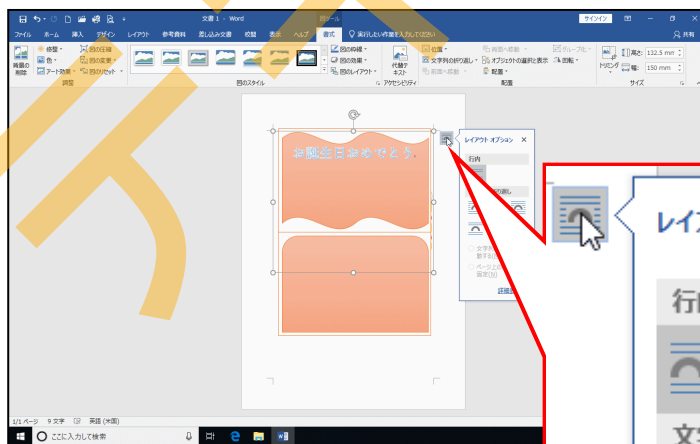 文書 1 - Word
図ツール
サインイン
ファイル ホーム 挿入 デザイン レイアウト 参考資料 差し込み文書 校閲 表示 ヘルプ 書式 実行したい作業を入力してください
共有
背景の削除
修整
色
アート効果
図の圧縮
図の変更
図のリセット
調整
図のスタイル
図の枠線
図の効果
図のレイアウト
代替テキスト
アクセシビリティ
位置
文字列の折り返し
前面へ移動
背面へ移動
オブジェクトの選択と表示
配置
グループ化
回転
配置
トリミング
高さ: 132.5 mm
幅: 150 mm
サイズ
お誕生日おめでとう。
レイアウト オプション
行内
1/1 ページ 9 文字 英語 (米国)
ここに入力して検索
レイ
行
文